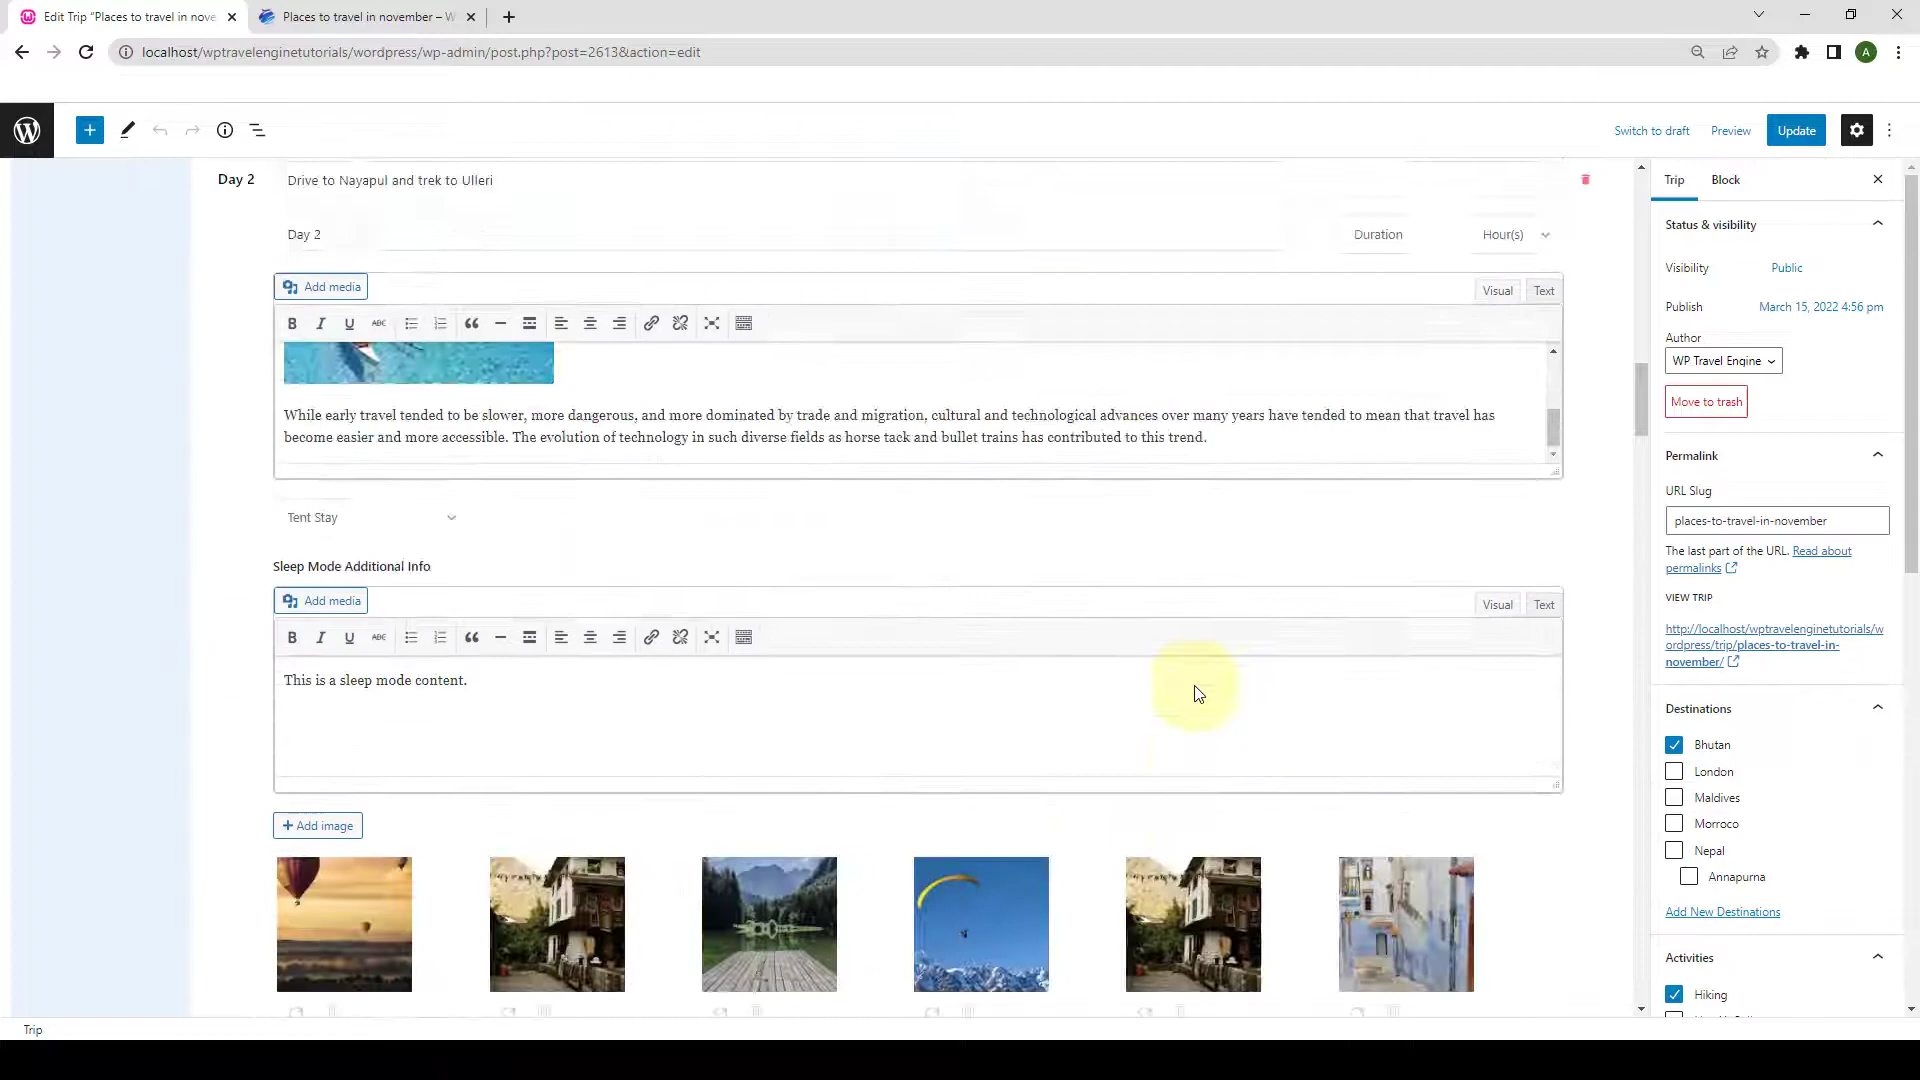 Edit Trip “Places to travel in nove
Places to travel in november – W
localhost/wptravelenginetutorials/wordpress/wp-admin/post.php?post=2613&action=edit
A
Switch to draft
Preview
Update
Day 2
Drive to Nayapul and trek to Ulleri
Trip
Block
Status & visibility
Day 2
Duration
Hour(s)
Visibility
Public
Add media
Visual
Text
Publish
March 15, 2022 4:56 pm
B I U ABC
Author
WP Travel Engine
Move to trash
While early travel tended to be slower, more dangerous, and more dominated by trade and migration, cultural and technological advances over many years have tended to mean that travel has
become easier and more accessible. The evolution of technology in such diverse fields as horse tack and bullet trains has contributed to this trend.
Permalink
URL Slug
places-to-travel-in-november
Tent Stay
The last part of the URL. Read about
permalinks
Sleep Mode Additional Info
VIEW TRIP
Add media
Visual
Text
http://localhost/wptravelenginetutorials/w
ordpress/trip/places-to-travel-in-
november/
B I U ABC
This is a sleep mode content.
Destinations
Bhutan
London
Maldives
Morroco
Nepal
Annapurna
Add image
Add New Destinations
Activities
Hiking
Trip